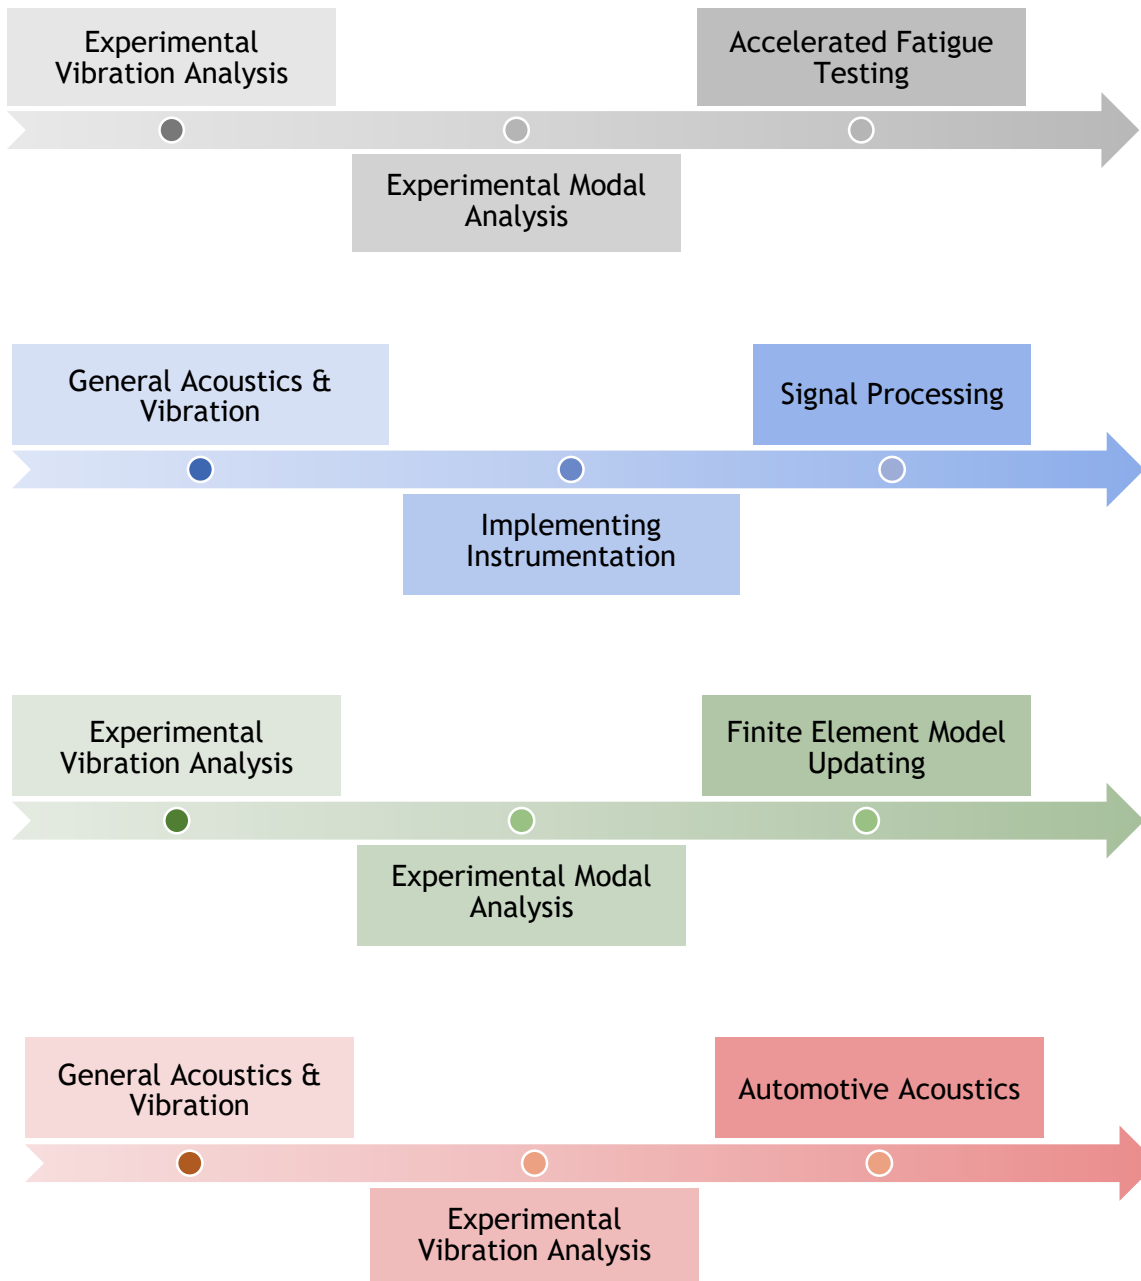 Experimental
Vibration Analysis
Accelerated Fatigue
Testing
Experimental Modal
Analysis
General Acoustics &
Vibration
Signal Processing
Implementing
Instrumentation
Experimental
Vibration Analysis
Finite Element Model
Updating
Experimental Modal
Analysis
General Acoustics &
Vibration
Automotive Acoustics
Experimental
Vibration Analysis